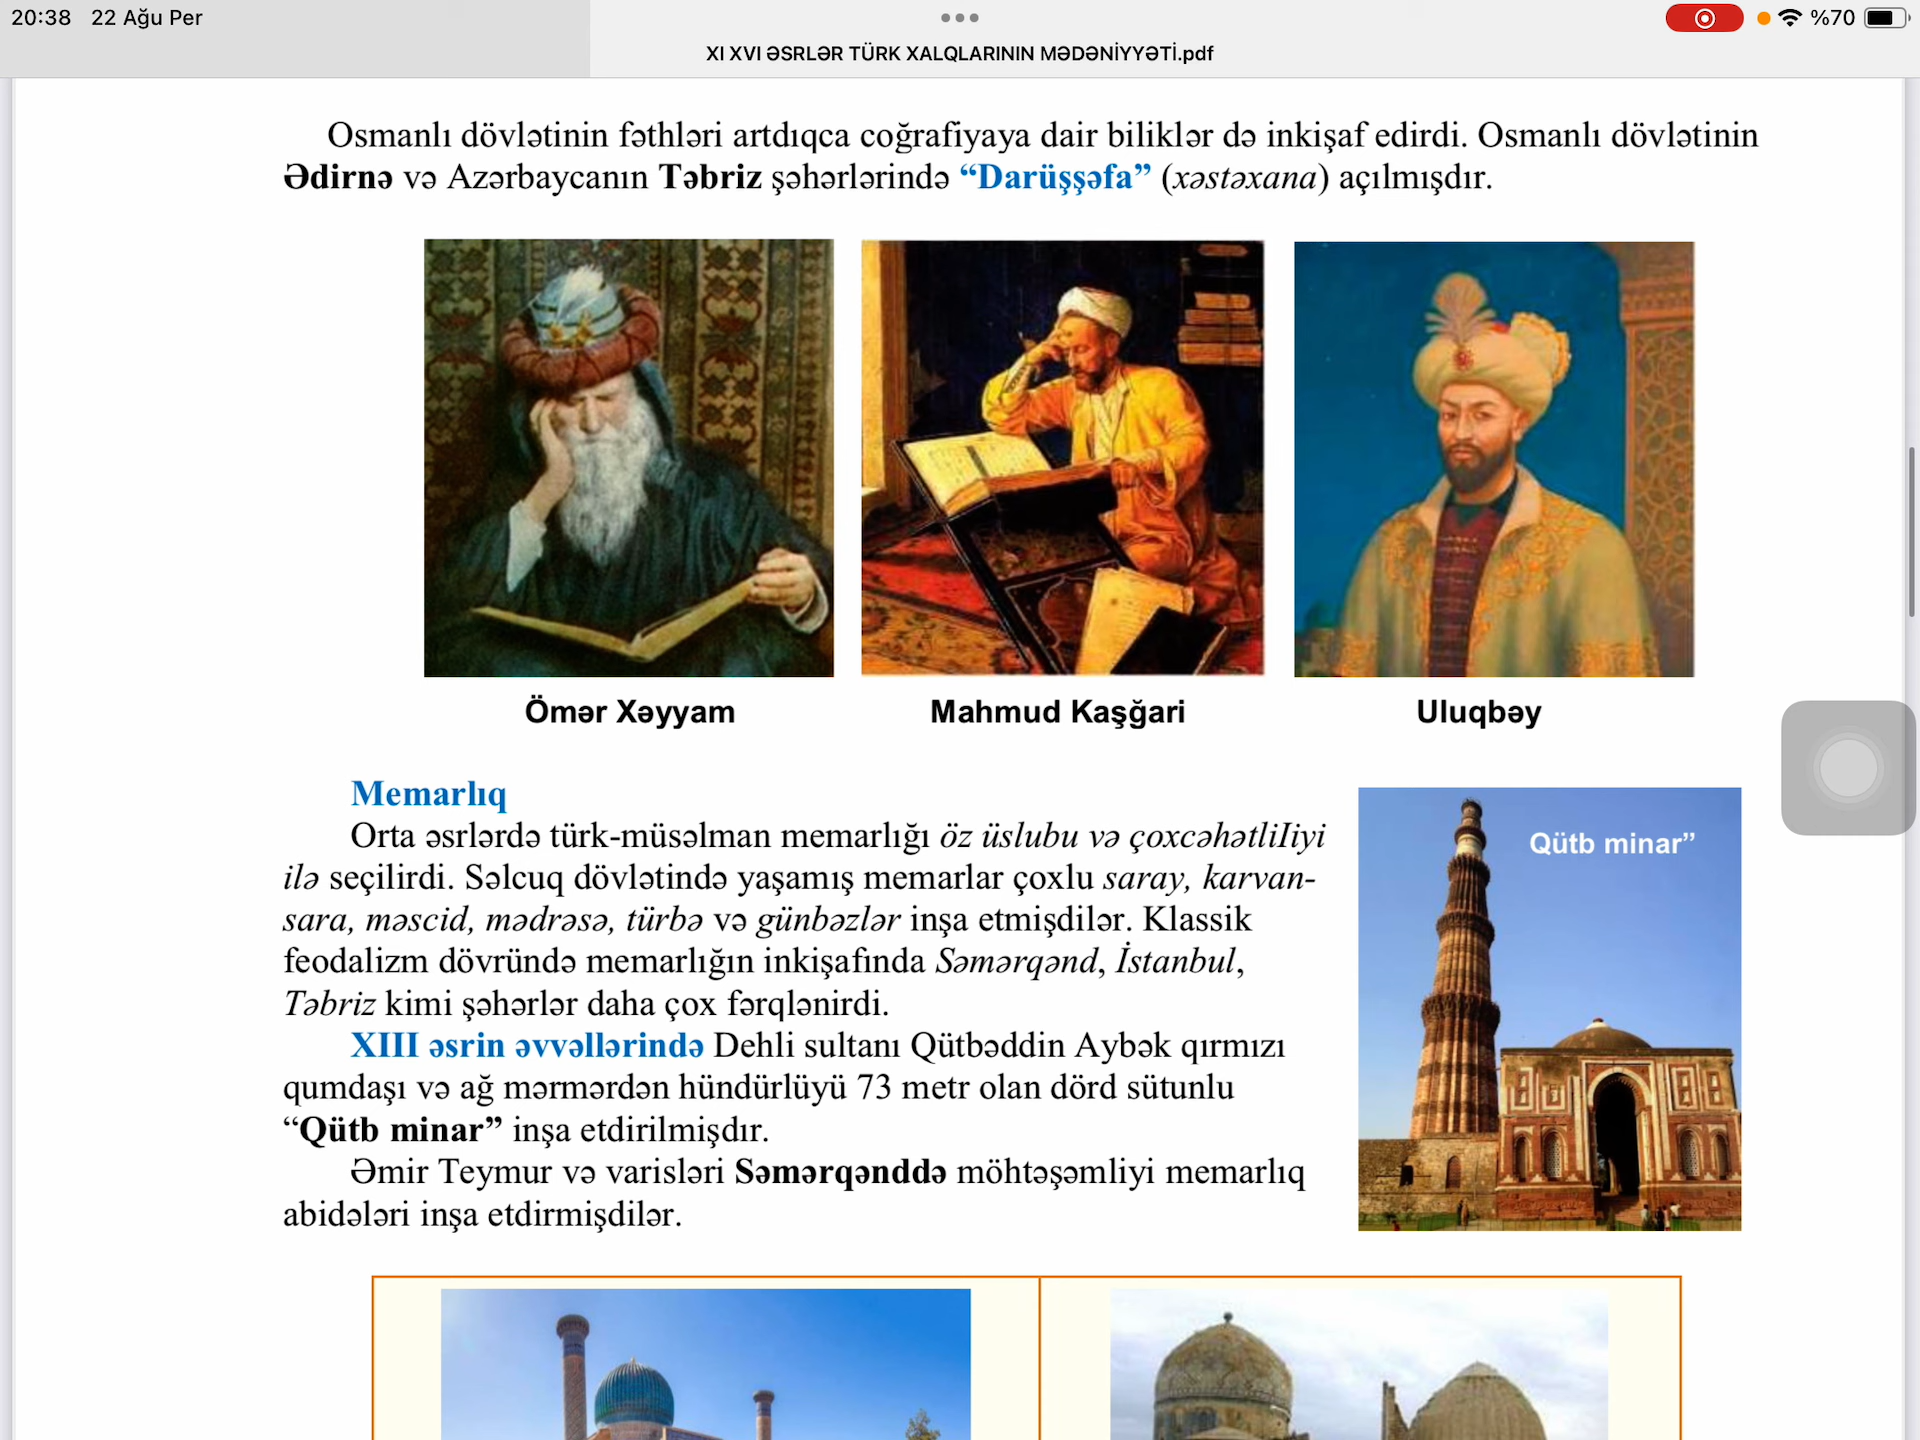 20:38 22 Ağu Per
%70
XI XVI ƏSRLƏR TÜRK XALQLARININ MƏDƏNİYYƏTİ.pdf
Osmanlı dövlətinin fəthləri artdıqca coğrafiyaya dair biliklər də inkişaf edirdi. Osmanlı dövlətinin
Ədirnə və Azərbaycanın Təbriz şəhərlərində “Darüşşəfa” (xəstəxana) açılmışdır.
Ömər Xəyyam
Mahmud Kaşğari
Uluqbəy
Memarlıq
Orta əsrlərdə türk-müsəlman memarlığı öz üslubu və çoxcəhətliIiyi
ilə seçilirdi. Səlcuq dövlətində yaşamış memarlar çoxlu saray, karvan-
sara, məscid, mədrəsə, türbə və günbəzlər inşa etmişdilər. Klassik
feodalizm dövründə memarlığın inkişafında Səmərqənd, İstanbul,
Təbriz kimi şəhərlər daha çox fərqlənirdi.
XIII əsrin əvvəllərində Dehli sultanı Qütbəddin Aybək qırmızı
qumdaşı və ağ mərmərdən hündürlüyü 73 metr olan dörd sütunlu
“Qütb minar” inşa etdirilmişdır.
Əmir Teymur və varisləri Səmərqənddə möhtəşəmliyi memarlıq
abidələri inşa etdirmişdilər.
Qütb minar”